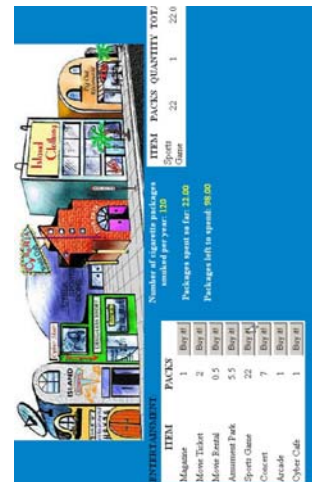 ISLAND
Island
Clothing
ENTERTAINMENT
ITEM PACKS
Magazine 1 Buy it!
Movie Ticket 2 Buy it!
Movie Rental 0.5 Buy it!
Amusment Park 5.5 Buy it!
Sports Game 22 Buy it!
Concert 7 Buy it!
Arcade 1 Buy it!
Cyber Cafe 1 Buy it!
Number of cigarette packages
smoked per year: 120
Packages spent so far: 22.00
Packages left to spend: 98.00
ITEM PACKS QUANTITY TOT
Sports
Game 22 1 22.0